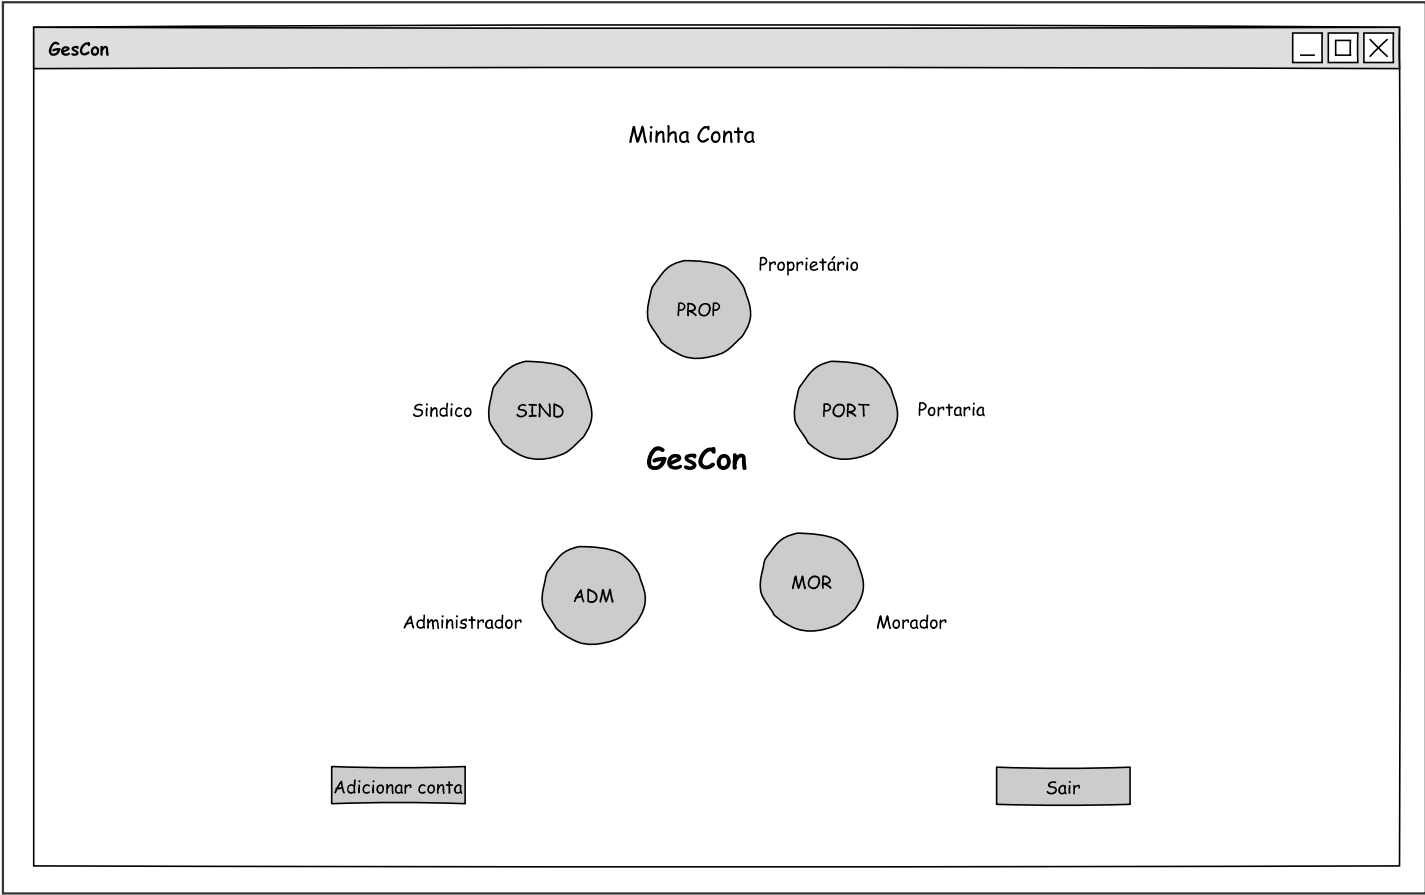 GesCon
Minha Conta
Proprietário
PROP
Sindico
SIND
PORT
Portaria
GesCon
ADM
MOR
Administrador
Morador
Adicionar conta
Sair